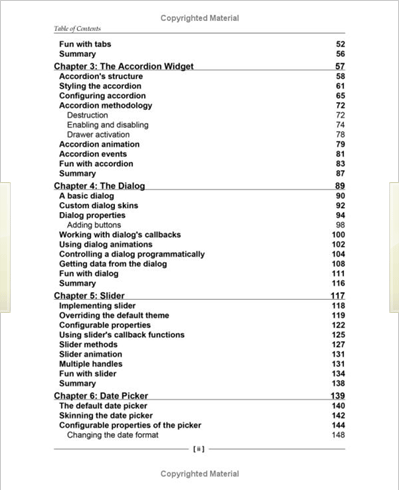 Copyrighted Material
Table of Contents
Fun with tabs 52
Summary 56
Chapter 3: The Accordion Widget 57
Accordion's structure 58
Styling the accordion 61
Configuring accordion 65
Accordion methodology 72
Destruction 72
Enabling and disabling 74
Drawer activation 78
Accordion animation 79
Accordion events 81
Fun with accordion 83
Summary 87
Chapter 4: The Dialog 89
A basic dialog 90
Custom dialog skins 92
Dialog properties 94
Adding buttons 98
Working with dialog's callbacks 100
Using dialog animations 102
Controlling a dialog programmatically 104
Getting data from the dialog 108
Fun with dialog 111
Summary 116
Chapter 5: Slider 117
Implementing slider 118
Overriding the default theme 119
Configurable properties 122
Using slider's callback functions 125
Slider methods 127
Slider animation 131
Multiple handles 131
Fun with slider 134
Summary 138
Chapter 6: Date Picker 139
The default date picker 140
Skinning the date picker 142
Configurable properties of the picker 144
Changing the date format 148
[ ii ]
Copyrighted Material